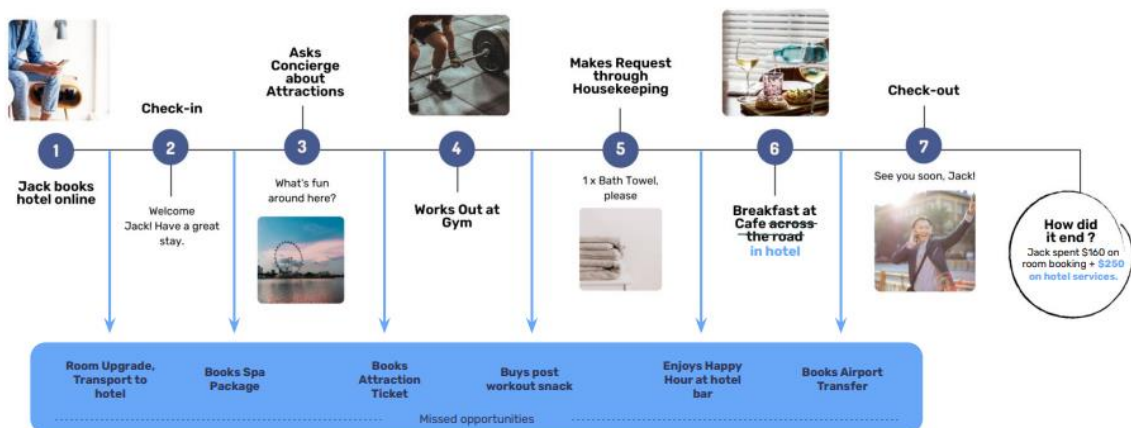 1
Jack books
hotel online
Check-in
2
Welcome
Jack! Have a great
stay.
Asks
Concierge
about
Attractions
3
What's fun
around here?
4
Works Out at
Gym
Makes Request
through
Housekeeping
5
1 x Bath Towel,
please
6
Breakfast at
Cafe across
the road
in hotel
Check-out
7
See you soon, Jack!
How did
it end ?
Jack spent $160 on
room booking + $250
on hotel services.
Room Upgrade,
Transport to
hotel
Books Spa
Package
Books
Attraction
Ticket
Buys post
workout snack
Enjoys Happy
Hour at hotel
bar
Books Airport
Transfer
Missed opportunities